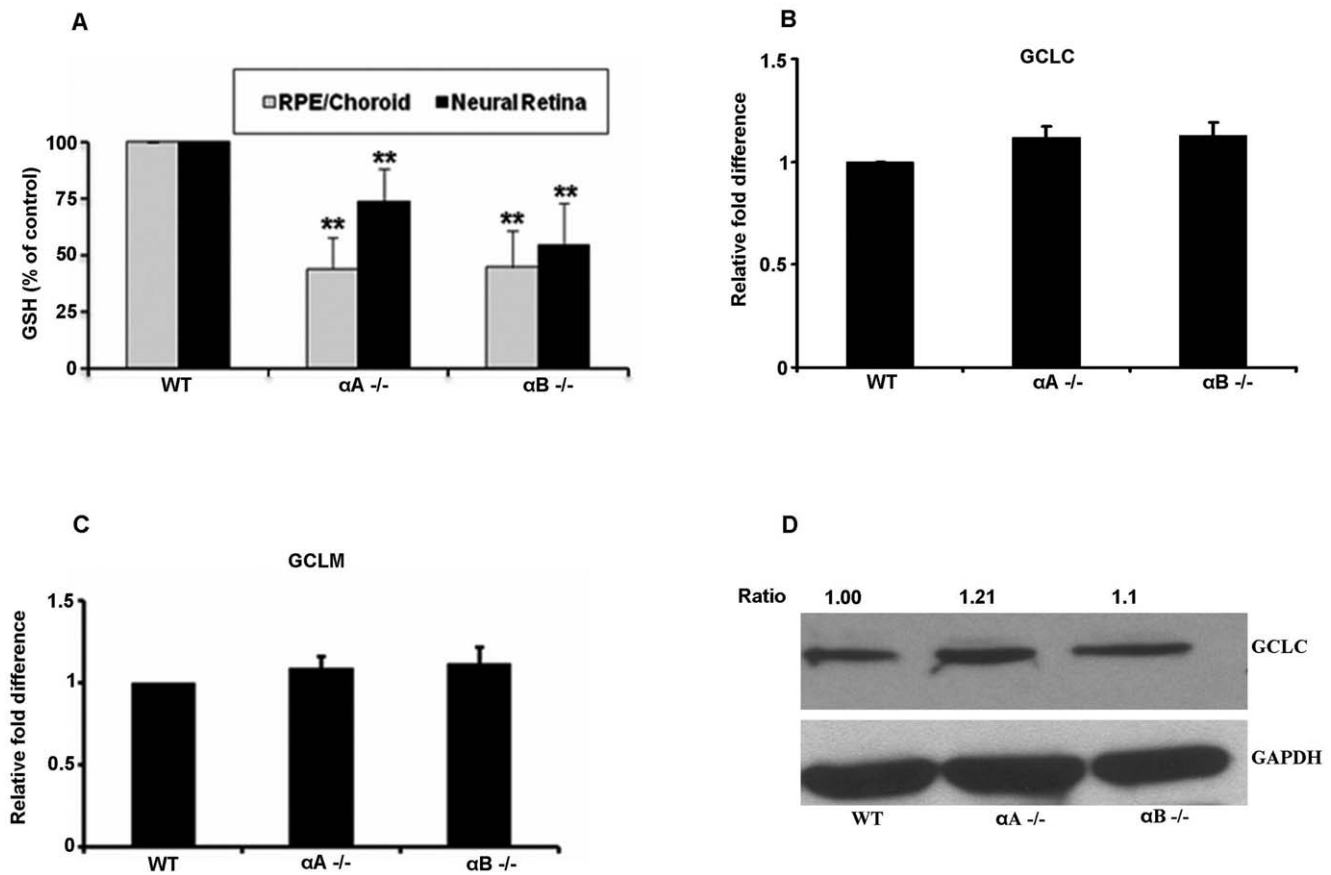 A
RPE/Choroid Neural Retina
GSH (% of control)
100
75
50
25
0
** ** ** **
WT αA -/- αB -/-
B
GCLC
Relative fold difference
1.5
1
0.5
0
WT αA -/- αB -/-
C
GCLM
Relative fold difference
1.5
1
0.5
0
WT αA -/- αB -/-
D
Ratio 1.00 1.21 1.1
GCLC
GAPDH
WT αA -/- αB -/-